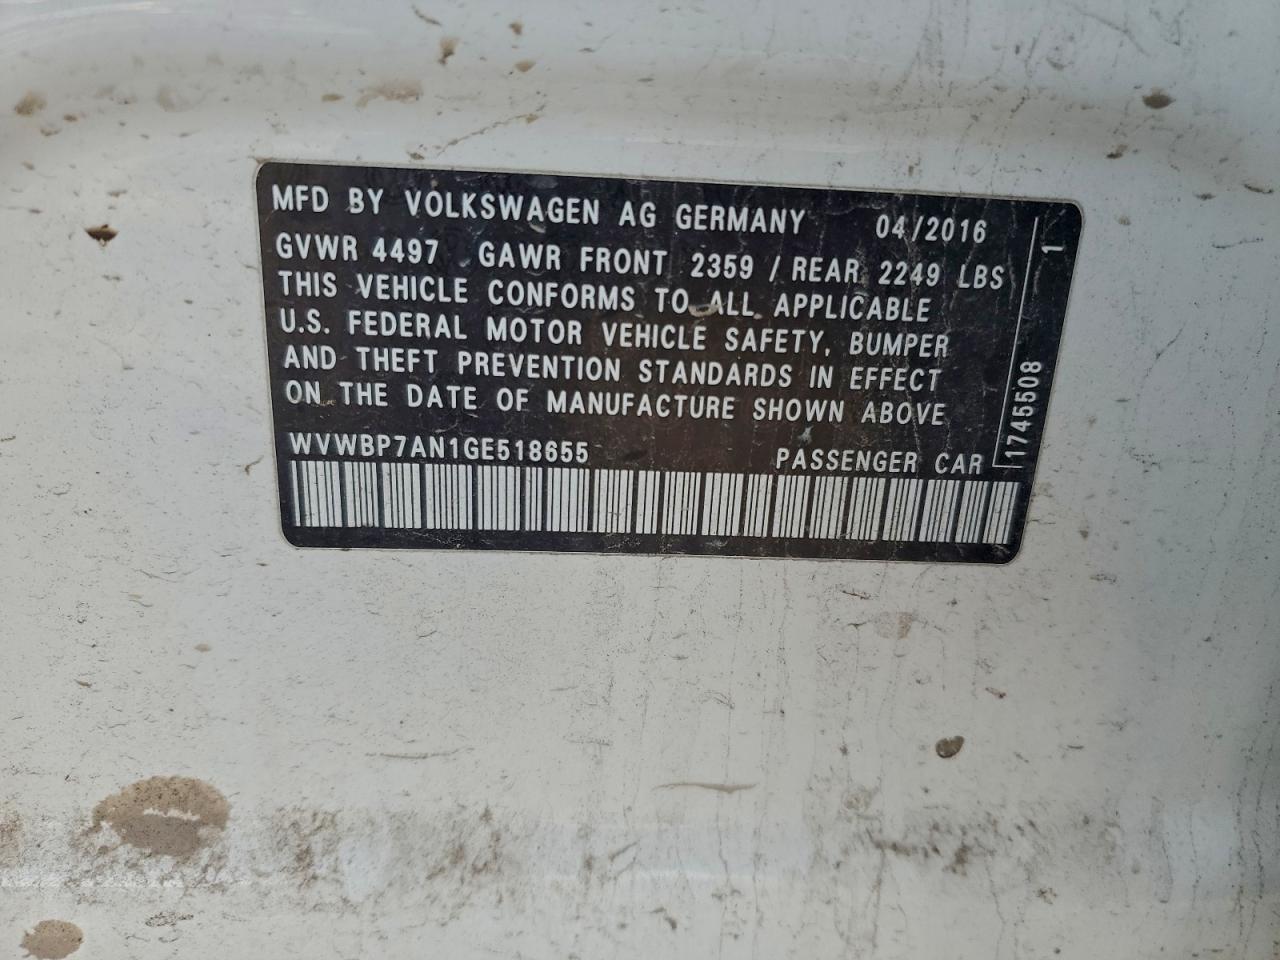 MFD BY VOLKSWAGEN AG GERMANY 04/2016
GVWR 4497 GAWR FRONT 2359 / REAR 2249 LBS
THIS VEHICLE CONFORMS TO ALL APPLICABLE
U.S. FEDERAL MOTOR VEHICLE SAFETY, BUMPER
AND THEFT PREVENTION STANDARDS IN EFFECT
ON THE DATE OF MANUFACTURE SHOWN ABOVE
WVWBP7AN1GE518655 PASSENGER CAR
1745508 1